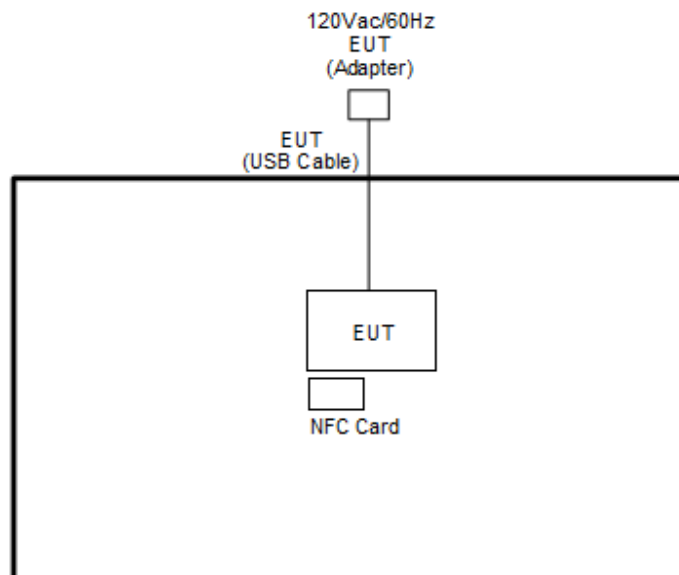 120Vac/60Hz
EUT
(Adapter)
EUT
(USB Cable)
EUT
NFC Card